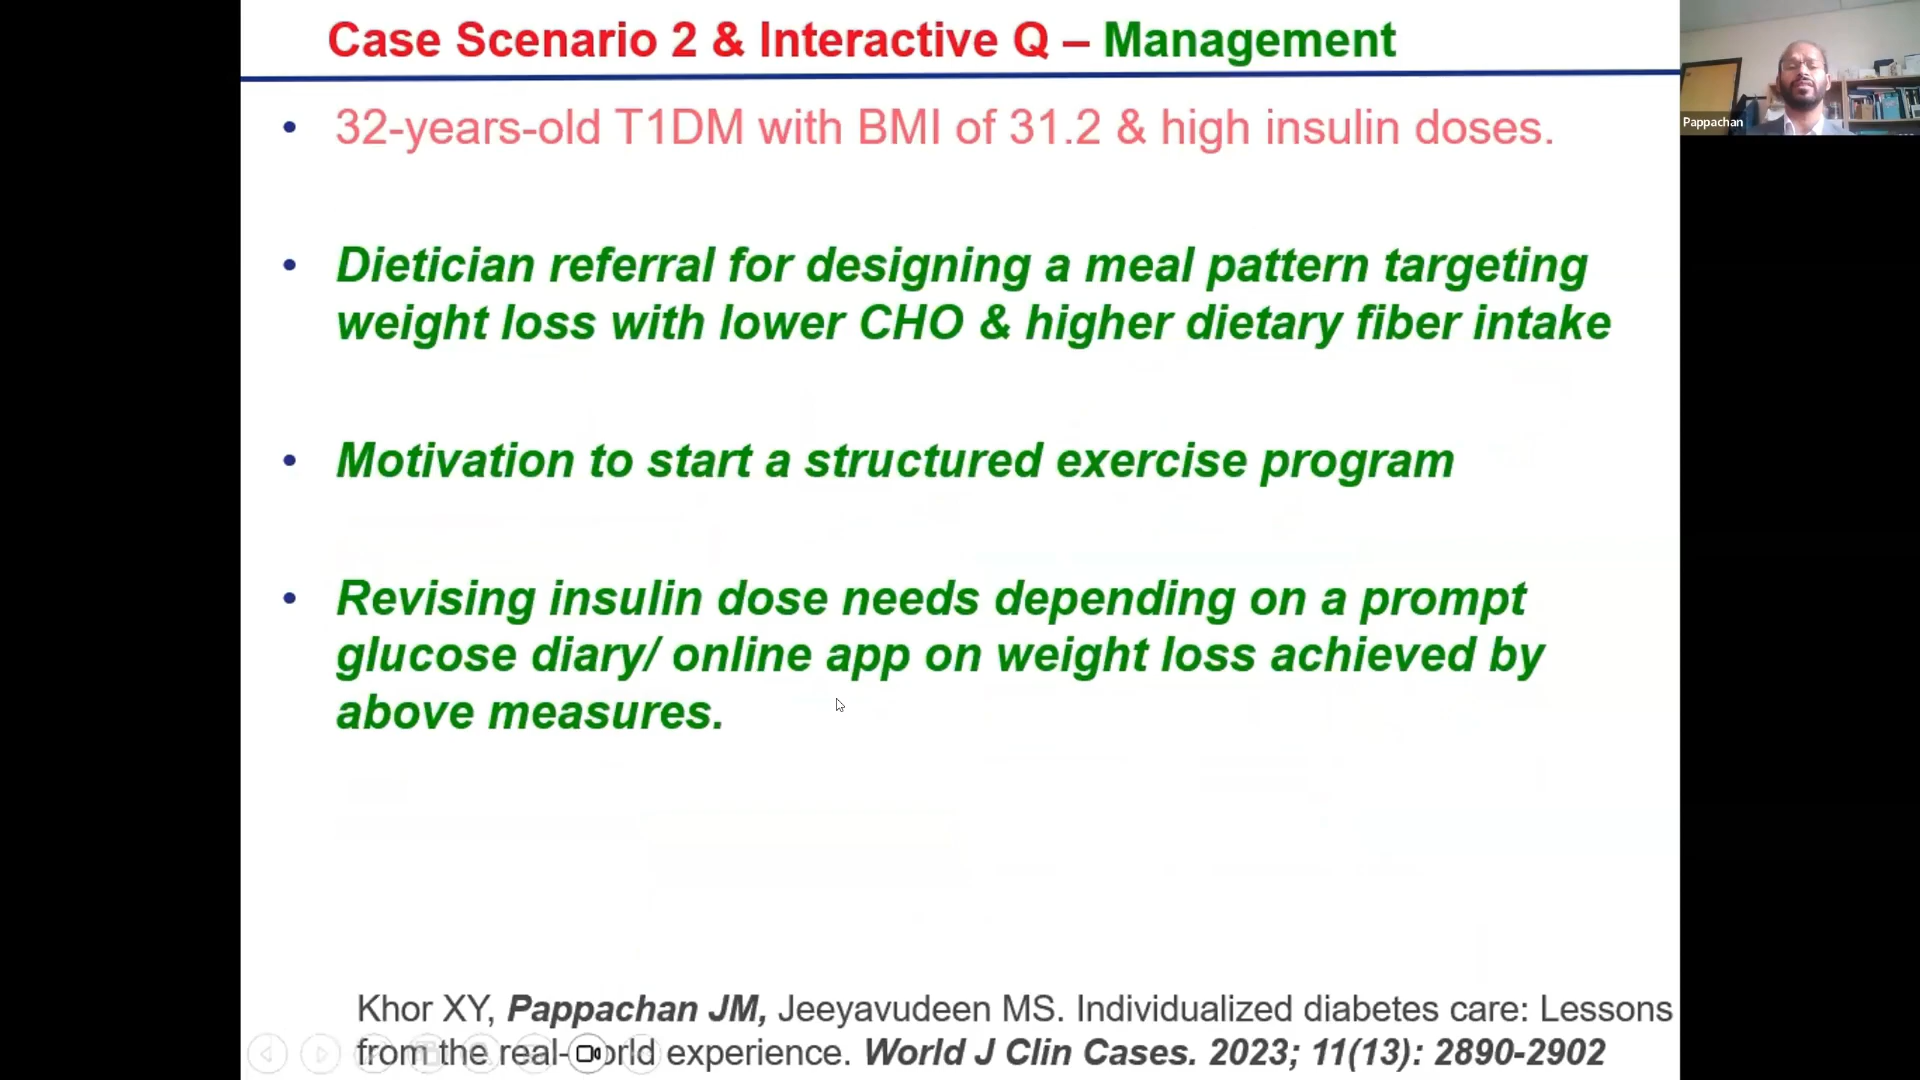 Case Scenario 2 & Interactive Q – Management
Pappachan
• 32-years-old T1DM with BMI of 31.2 & high insulin doses.
• Dietician referral for designing a meal pattern targeting
weight loss with lower CHO & higher dietary fiber intake
• Motivation to start a structured exercise program
• Revising insulin dose needs depending on a prompt
glucose diary/ online app on weight loss achieved by
above measures.
Khor XY, Pappachan JM, Jeeyavudeen MS. Individualized diabetes care: Lessons
from the real-world experience. World J Clin Cases. 2023; 11(13): 2890-2902